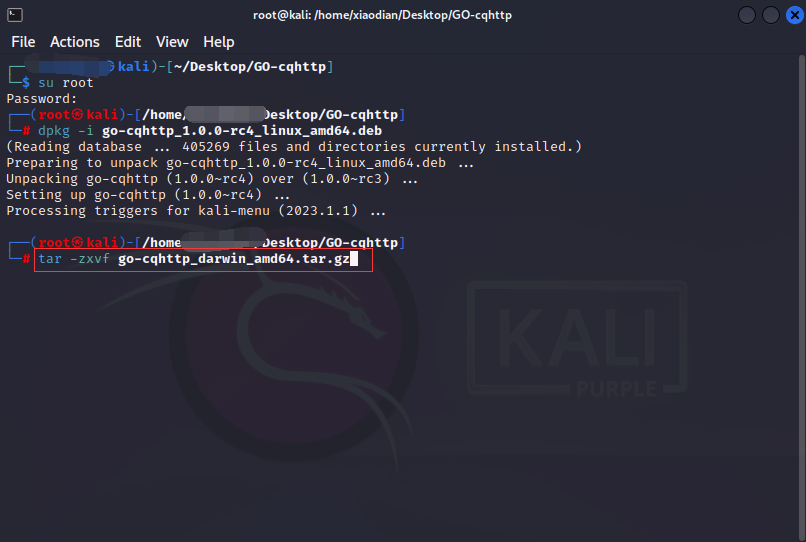 root@kali: /home/xiaodian/Desktop/GO-cqhttp
File Actions Edit View Help
㉿kali)-[~/Desktop/GO-cqhttp]
└─$ su root
Password:
┌──(root㉿kali)-[/home/ Desktop/GO-cqhttp]
└─# dpkg -i go-cqhttp_1.0.0-rc4_linux_amd64.deb
(Reading database ... 405269 files and directories currently installed.)
Preparing to unpack go-cqhttp_1.0.0-rc4_linux_amd64.deb ...
Unpacking go-cqhttp (1.0.0~rc4) over (1.0.0~rc3) ...
Setting up go-cqhttp (1.0.0~rc4) ...
Processing triggers for kali-menu (2023.1.1) ...
┌──(root㉿kali)-[/home /Desktop/GO-cqhttp]
└─# tar -zxvf go-cqhttp_darwin_amd64.tar.gz
KALI
PURPLE